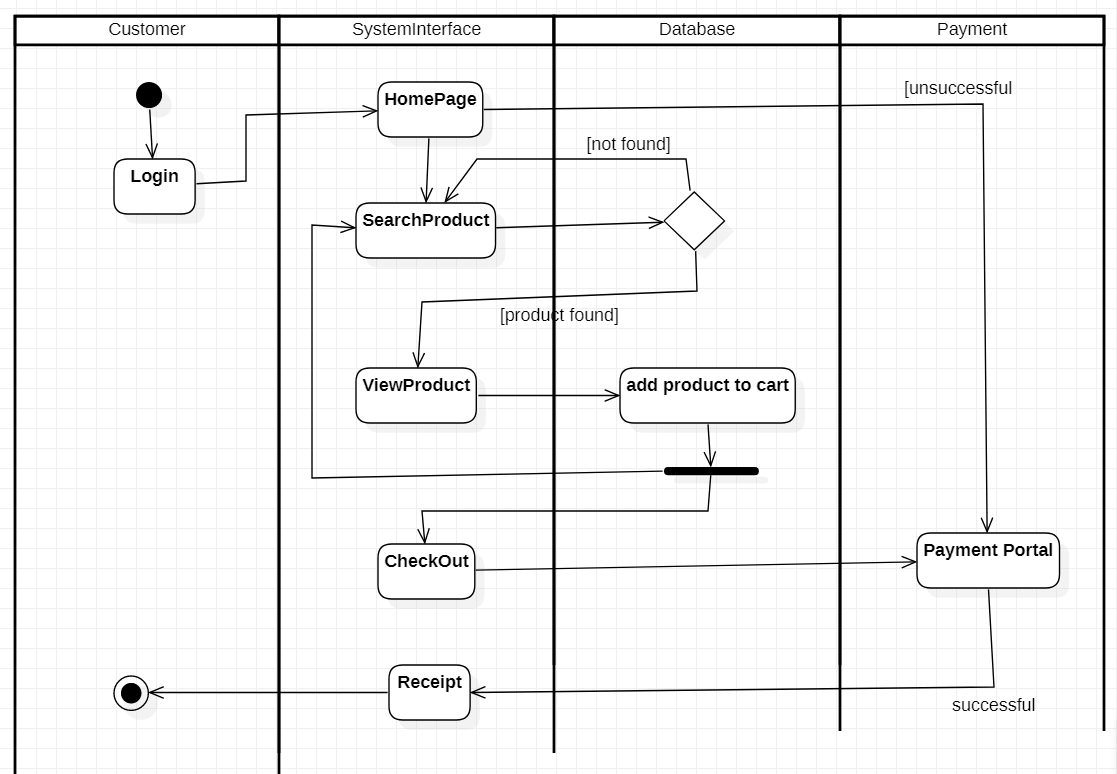 Customer
SystemInterface
Database
Payment
HomePage
[unsuccessful
[not found]
Login
SearchProduct
[product found]
ViewProduct
add product to cart
CheckOut
Payment Portal
Receipt
successful